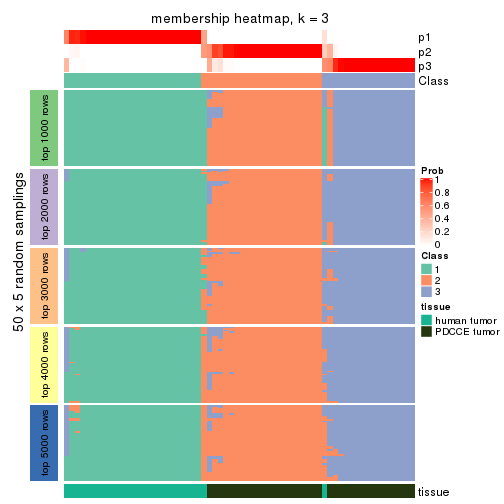 membership heatmap, k = 3
p1
p2
p3
Class
50 x 5 random samplings
top 1000 rows
top 2000 rows
top 3000 rows
top 4000 rows
top 5000 rows
Prob
1
0.8
0.6
0.4
0.2
0
Class
1
2
3
tissue
human tumor
PDCCE tumor
tissue